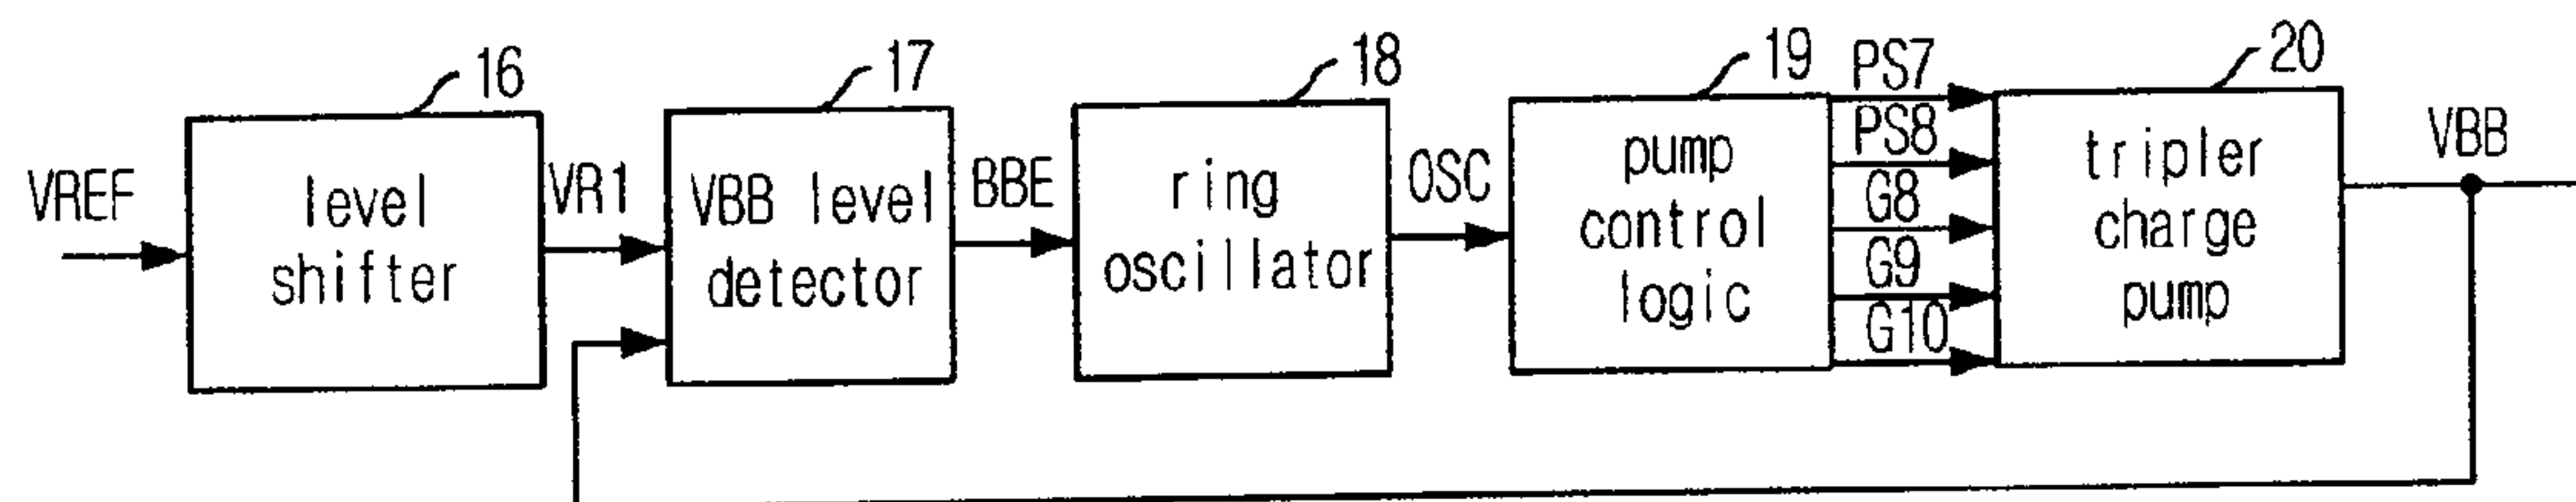 16
17
18
19
20
VREF
level
shifter
VR1
VBB level
detector
BBE
ring
oscillator
OSC
pump
control
logic
PS7
PS8
G8
G9
G10
tripler
charge
pump
VBB